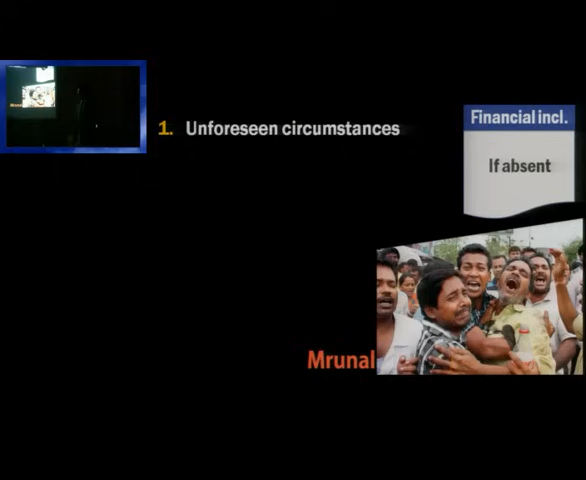 1. Unforeseen circumstances
Financial incl.
If absent
Mrunal